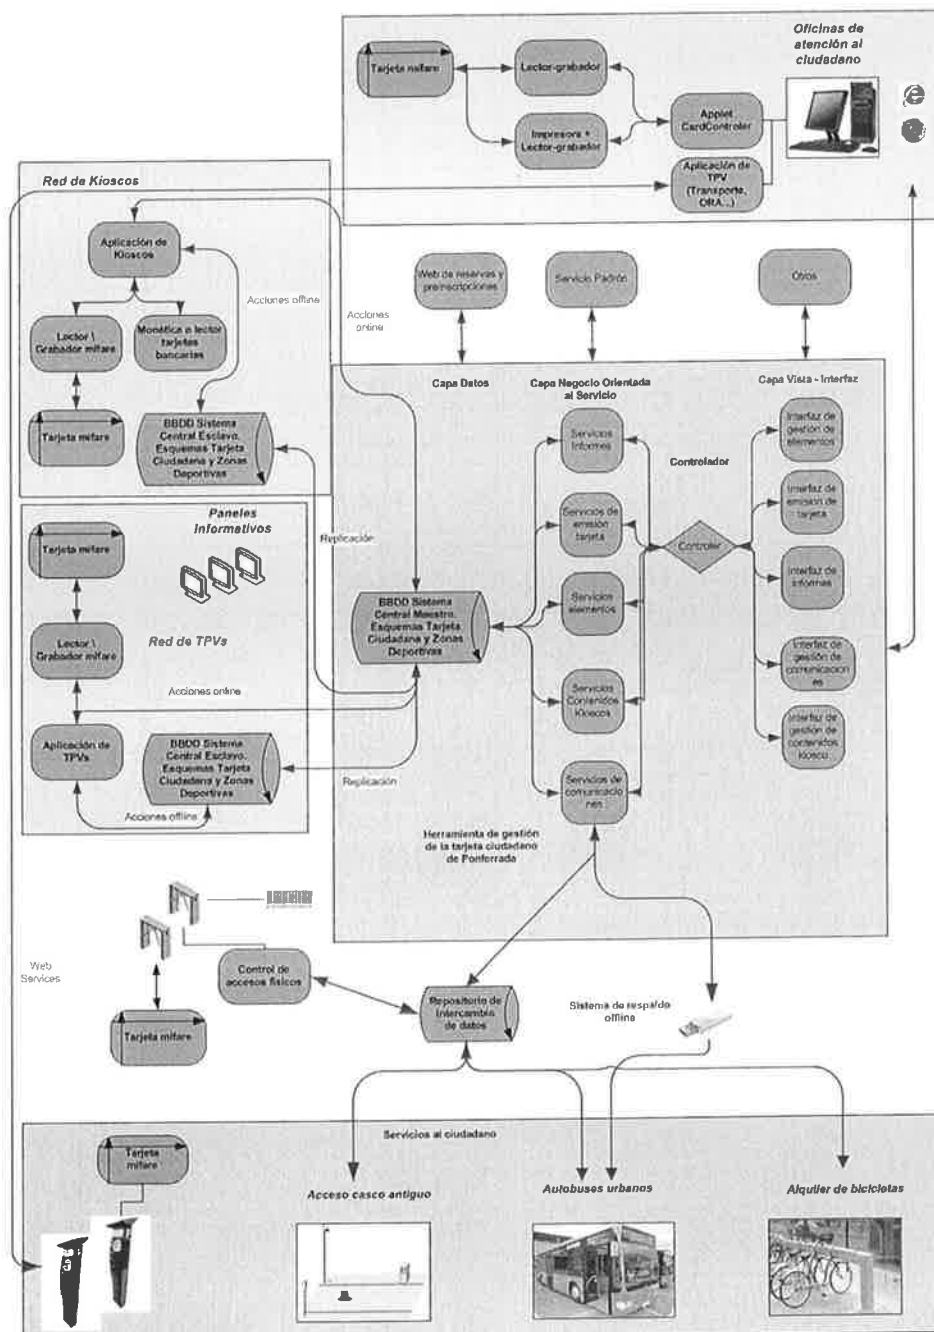 Oficinas de
atención al
ciudadano
Tarjeta mifare
Lector-grabador
Impresora +
Lector-grabador
Applet
CardControler
Aplicación de
TPV
(Transporte,
ORA...)
Red de Kioscos
Aplicación de
Kioscos
Acciones offline
Lector \
Grabador mifare
Monética o lector
tarjetas
bancarias
Tarjeta mifare
BBDD Sistema
Central Esclavo.
Esquemas Tarjeta
Ciudadana y Zonas
Deportivas
Acciones
online
Web de reservas y
preinscripciones
Servicio Padrón
Otros
Capa Datos
Capa Negocio Orientada
al Servicio
Capa Vista - Interfaz
Servicios
Informes
Servicios de
emisión
tarjeta
Servicios
elementos
Servicios
Contenidos
Kioscos
Servicios de
comunicacio
nes
Controlador
Controller
Interfaz de
gestión de
elementos
Interfaz de
emisión de
tarjeta
Interfaz de
informes
Interfaz de
gestión de
comunicacion
es
Interfaz de
gestión de
contenidos
kiosco
BBDD Sistema
Central Maestro.
Esquemas Tarjeta
Ciudadana y Zonas
Deportivas
Replicación
Paneles
Informativos
Tarjeta mifare
Lector \
Grabador mifare
Red de TPVs
Acciones online
Aplicación de
TPVs
BBDD Sistema
Central Esclavo.
Esquemas Tarjeta
Ciudadana y Zonas
Deportivas
Acciones offline
Replicación
Herramienta de gestión
de la tarjeta ciudadano
de Ponferrada
Web
Services
Control de
accesos físicos
Tarjeta mifare
Repositorio de
Intercambio
de datos
Sistema de respaldo
offline
Servicios al ciudadano
Tarjeta
mifare
Acceso casco antiguo
Autobuses urbanos
Alquiler de bicicletas